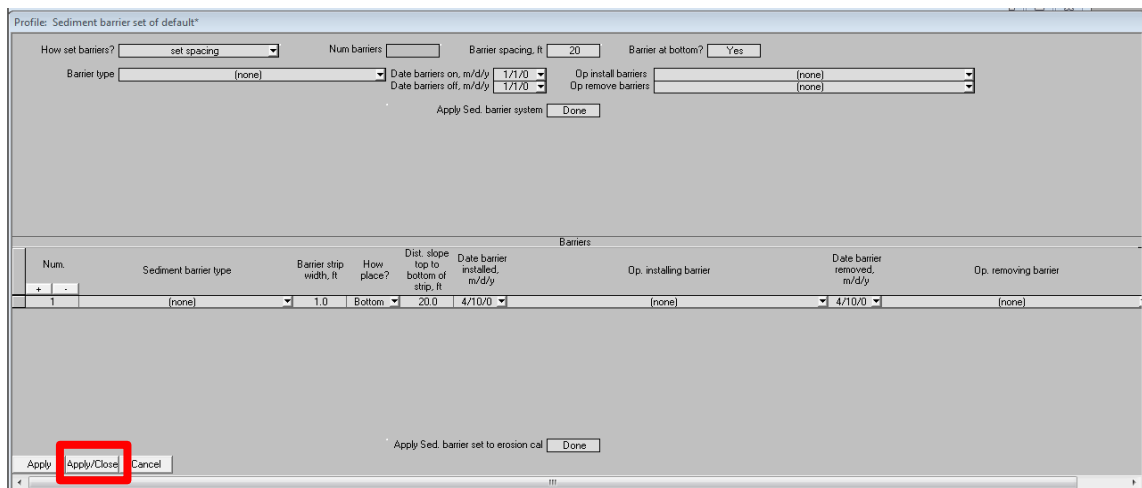 Profile: Sediment barrier set of default*
How set barriers? set spacing Num barriers Barrier spacing, ft 20 Barrier at bottom? Yes
Barrier type (none) Date barriers on, m/d/y 1/1/0 Op install barriers (none)
Date barriers off, m/d/y 1/1/0 Op remove barriers (none)
Apply Sed. barrier system Done
Barriers
Num. Sediment barrier type Barrier strip width, ft How place? Dist. slope top to bottom of strip, ft Date barrier installed, m/d/y Op. installing barrier Date barrier removed, m/d/y Op. removing barrier
+ -
1 (none) 1.0 Bottom 20.0 4/10/0 (none) 4/10/0 (none)
Apply Sed. barrier set to erosion cal Done
Apply Apply/Close Cancel